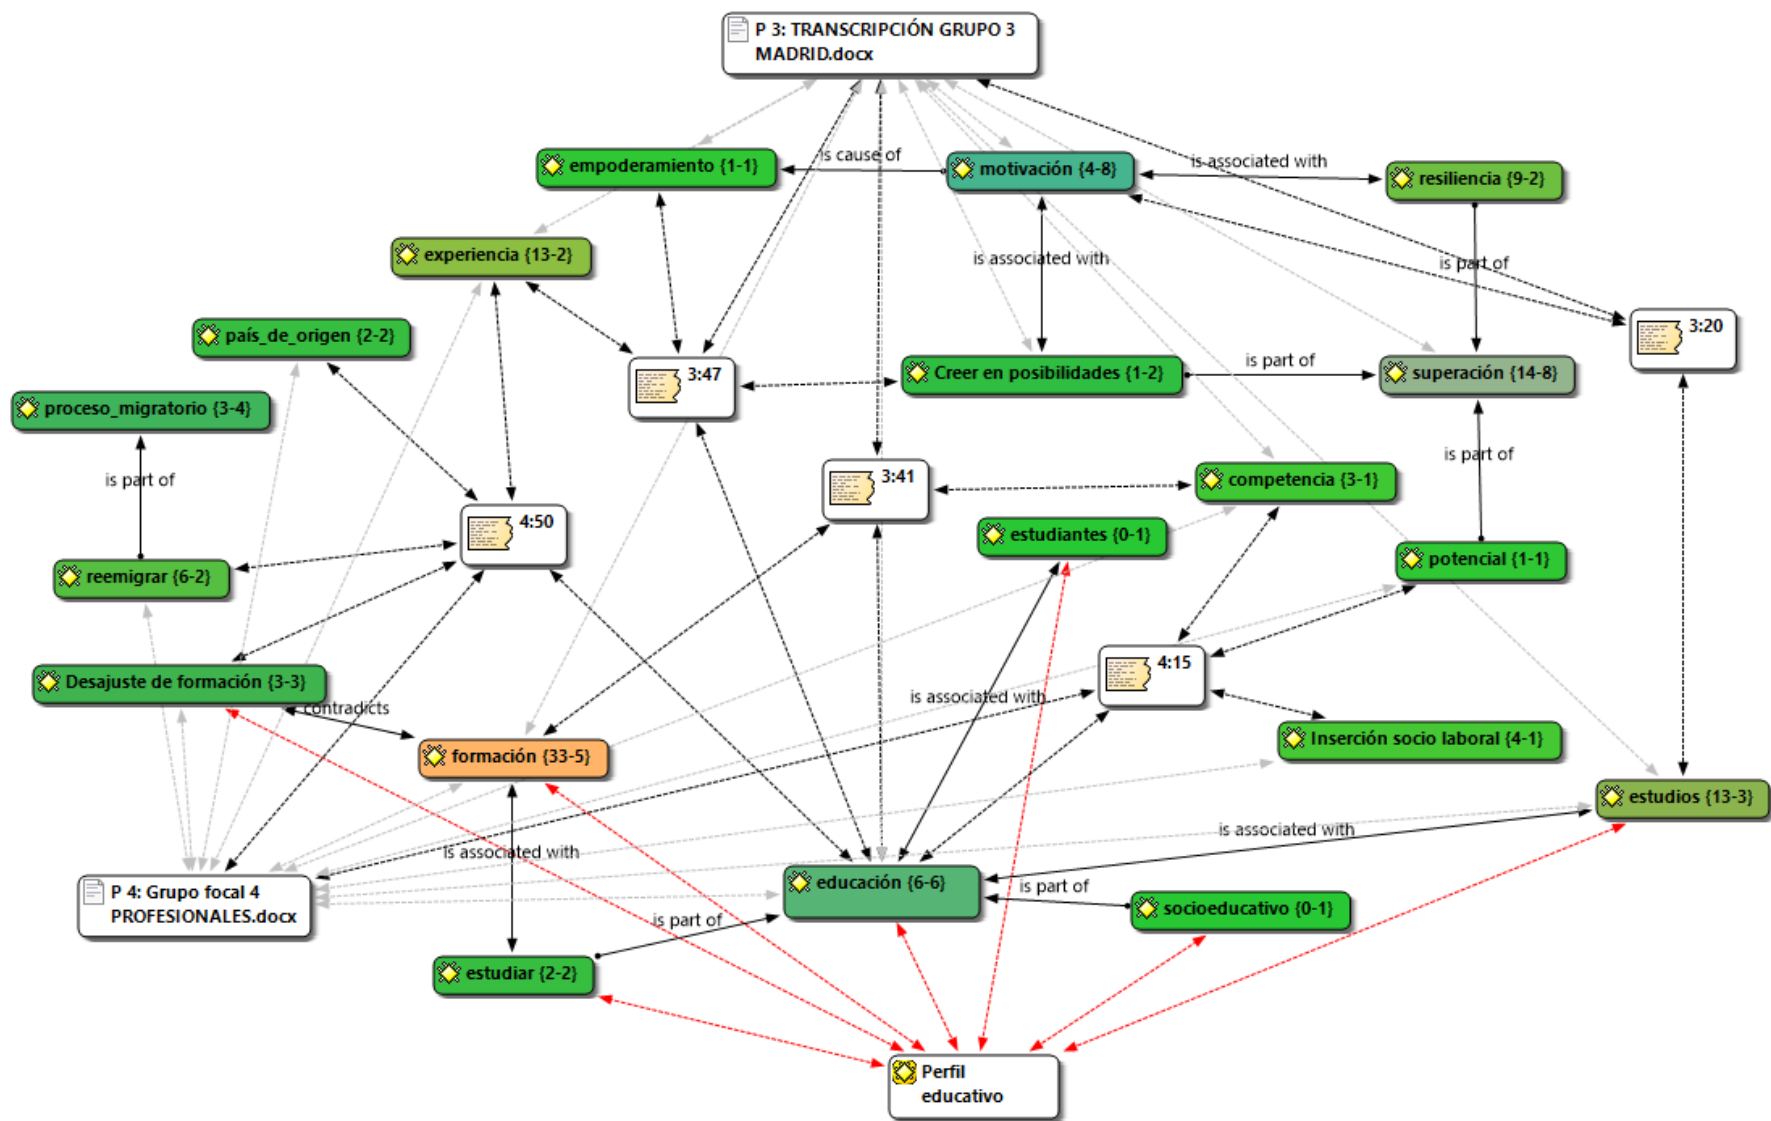 P 3: TRANSCRIPCIÓN GRUPO 3
MADRID.docx
empoderamiento {1-1}
is cause of
motivación {4-8}
is associated with
resiliencia {9-2}
experiencia {13-2}
is associated with
is part of
país_de_origen {2-2}
3:20
3:47
Creer en posibilidades {1-2}
is part of
superación {14-8}
proceso_migratorio {3-4}
is part of
3:41
competencia {3-1}
is part of
4:50
estudiantes {0-1}
potencial {1-1}
reemigrar {6-2}
4:15
Desajuste de formación {3-3}
is associated with
contradicts
formación {33-5}
Inserción socio laboral {4-1}
estudios {13-3}
is associated with
is associated with
P 4: Grupo focal 4
PROFESIONALES.docx
educación {6-6}
is part of
socioeducativo {0-1}
is part of
estudiar {2-2}
Perfil
educativo